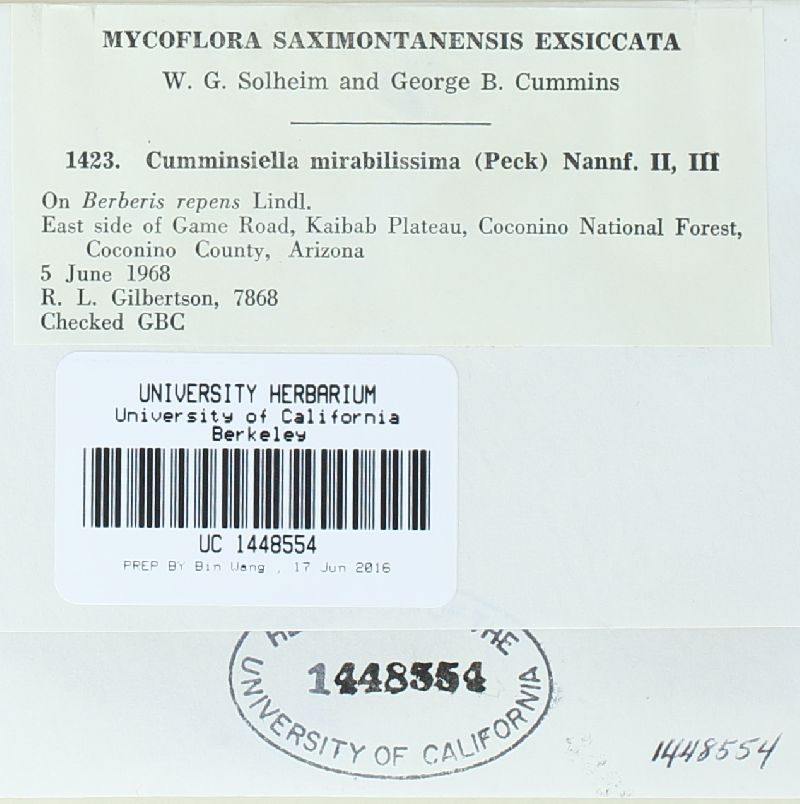 MYCOFLORA SAXIMONTANENSIS EXSICCATA
W. G. Solheim and George B. Cummins
1423. Cumminsiella mirabilissima (Peck) Nannf. II, III
On Berberis repens Lindl.
East side of Game Road, Kaibab Plateau, Coconino National Forest,
Coconino County, Arizona
5 June 1968
R. L. Gilbertson, 7868
Checked GBC
UNIVERSITY HERBARIUM
University of California
Berkeley
UC 1448554
PREP BY Bin Wang , 17 Jun 2016
1448554
UNIVERSITY OF CALIFORNIA
1448554